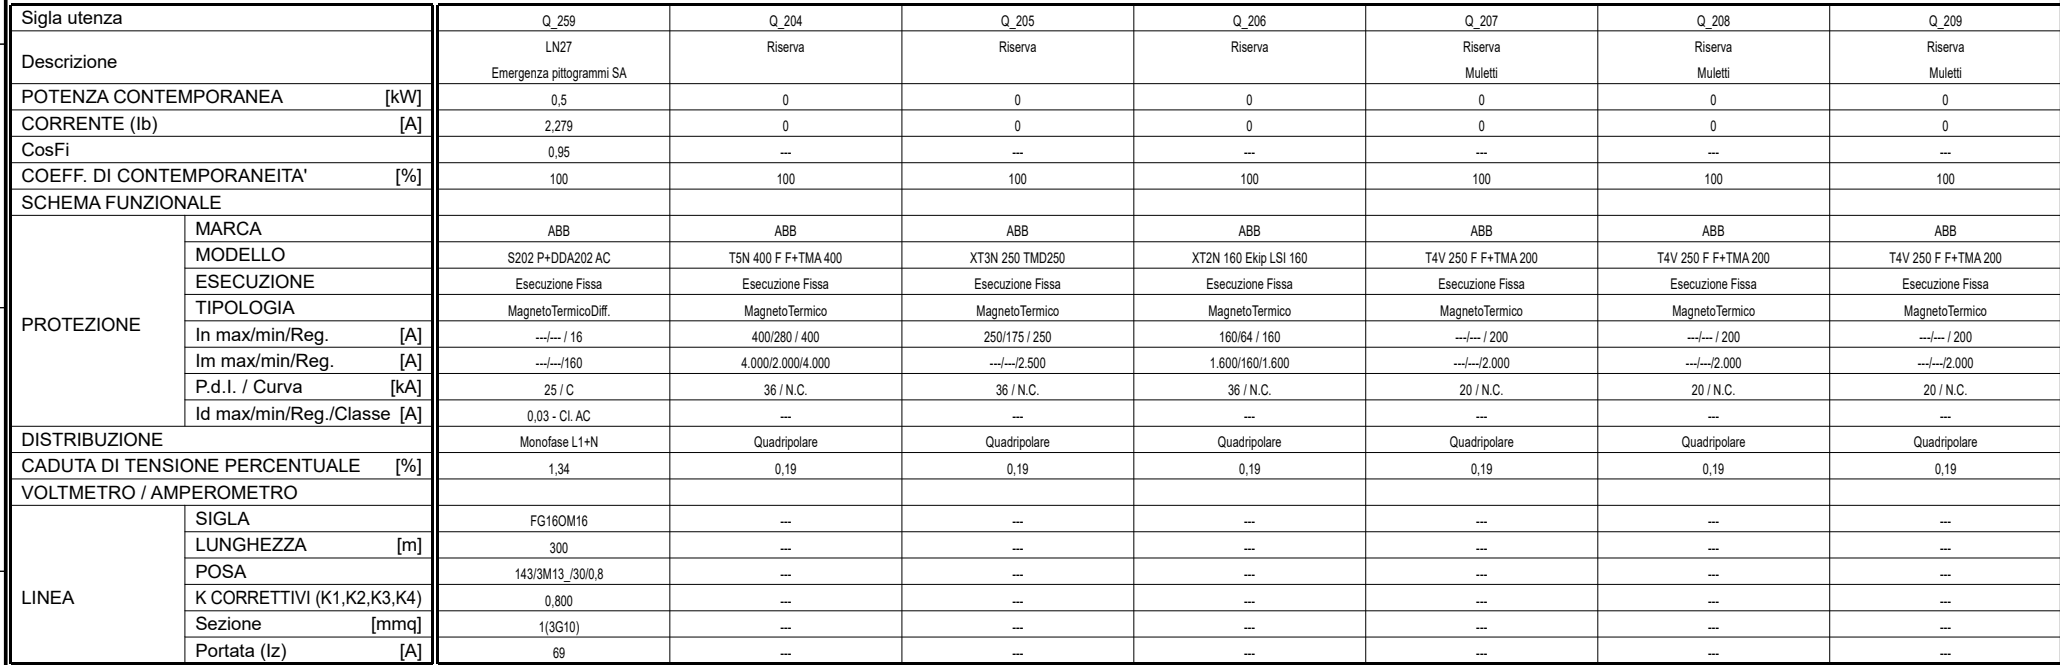 Sigla utenza Q_259 Q_204 Q_205 Q_206 Q_207 Q_208 Q_209
Descrizione LN27 Riserva Riserva Riserva Riserva Riserva Riserva
Emergenza pittogrammi SA Muletti Muletti Muletti
POTENZA CONTEMPORANEA [kW] 0,5 0 0 0 0 0 0
CORRENTE (Ib) [A] 2,279 0 0 0 0 0 0
CosFi 0,95 --- --- --- --- --- ---
COEFF. DI CONTEMPORANEITA' [%] 100 100 100 100 100 100 100
SCHEMA FUNZIONALE
PROTEZIONE
MARCA ABB ABB ABB ABB ABB ABB ABB
MODELLO S202 P+DDA202 AC T5N 400 F F+TMA 400 XT3N 250 TMD250 XT2N 160 Ekip LSI 160 T4V 250 F F+TMA 200 T4V 250 F F+TMA 200 T4V 250 F F+TMA 200
ESECUZIONE Esecuzione Fissa Esecuzione Fissa Esecuzione Fissa Esecuzione Fissa Esecuzione Fissa Esecuzione Fissa Esecuzione Fissa
TIPOLOGIA MagnetoTermicoDiff. MagnetoTermico MagnetoTermico MagnetoTermico MagnetoTermico MagnetoTermico MagnetoTermico
In max/min/Reg. [A] ---/--- / 16 400/280 / 400 250/175 / 250 160/64 / 160 ---/--- / 200 ---/--- / 200 ---/--- / 200
Im max/min/Reg. [A] ---/---/160 4.000/2.000/4.000 ---/---/2.500 1.600/160/1.600 ---/---/2.000 ---/---/2.000 ---/---/2.000
P.d.I. / Curva [kA] 25 / C 36 / N.C. 36 / N.C. 36 / N.C. 20 / N.C. 20 / N.C. 20 / N.C.
Id max/min/Reg./Classe [A] 0,03 - Cl. AC --- --- --- --- --- ---
DISTRIBUZIONE Monofase L1+N Quadripolare Quadripolare Quadripolare Quadripolare Quadripolare Quadripolare
CADUTA DI TENSIONE PERCENTUALE [%] 1,34 0,19 0,19 0,19 0,19 0,19 0,19
VOLTMETRO / AMPEROMETRO
LINEA
SIGLA FG16OM16 --- --- --- --- --- ---
LUNGHEZZA [m] 300 --- --- --- --- --- ---
POSA 143/3M13_/30/0,8 --- --- --- --- --- ---
K CORRETTIVI (K1,K2,K3,K4) 0,800 --- --- --- --- --- ---
Sezione [mmq] 1(3G10) --- --- --- --- --- ---
Portata (Iz) [A] 69 --- --- --- --- --- ---